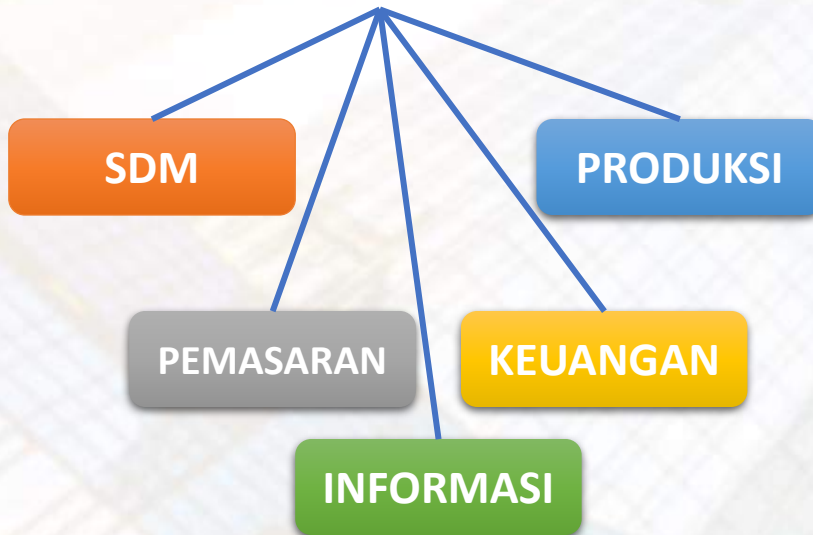 SDM
PRODUKSI
PEMASARAN
KEUANGAN
INFORMASI